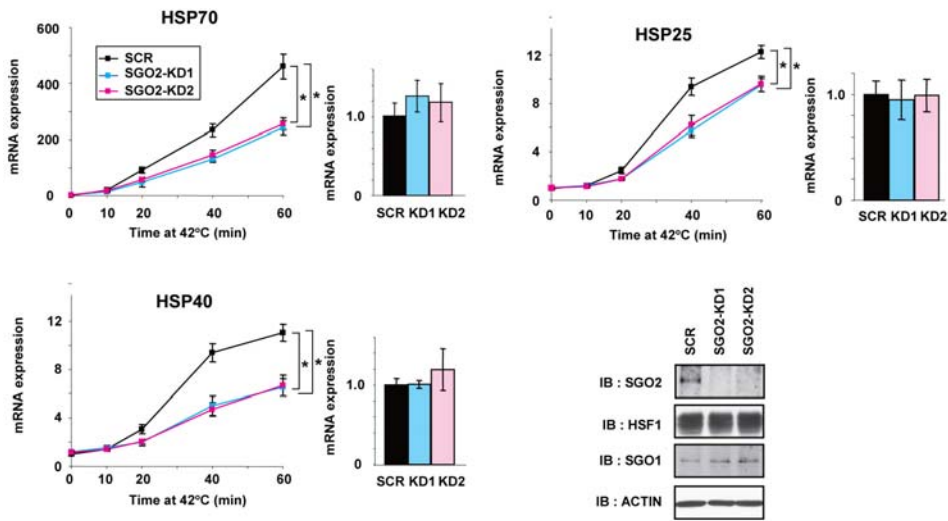 HSP70
600
400
200
0
mRNA expression
SCR
SGO2-KD1
SGO2-KD2
* *
0 10 20 40 60
Time at 42°C (min)
mRNA expression
1.0
SCR KD1 KD2
HSP25
12
8
4
0
mRNA expression
* *
0 10 20 40 60
Time at 42°C (min)
mRNA expression
1.0
0
SCR KD1 KD2
HSP40
12
8
4
0
mRNA expression
* *
0 10 20 40 60
Time at 42°C (min)
mRNA expression
1.0
0
SCR KD1 KD2
SCR
SGO2-KD1
SGO2-KD2
IB : SGO2
IB : HSF1
IB : SGO1
IB : ACTIN